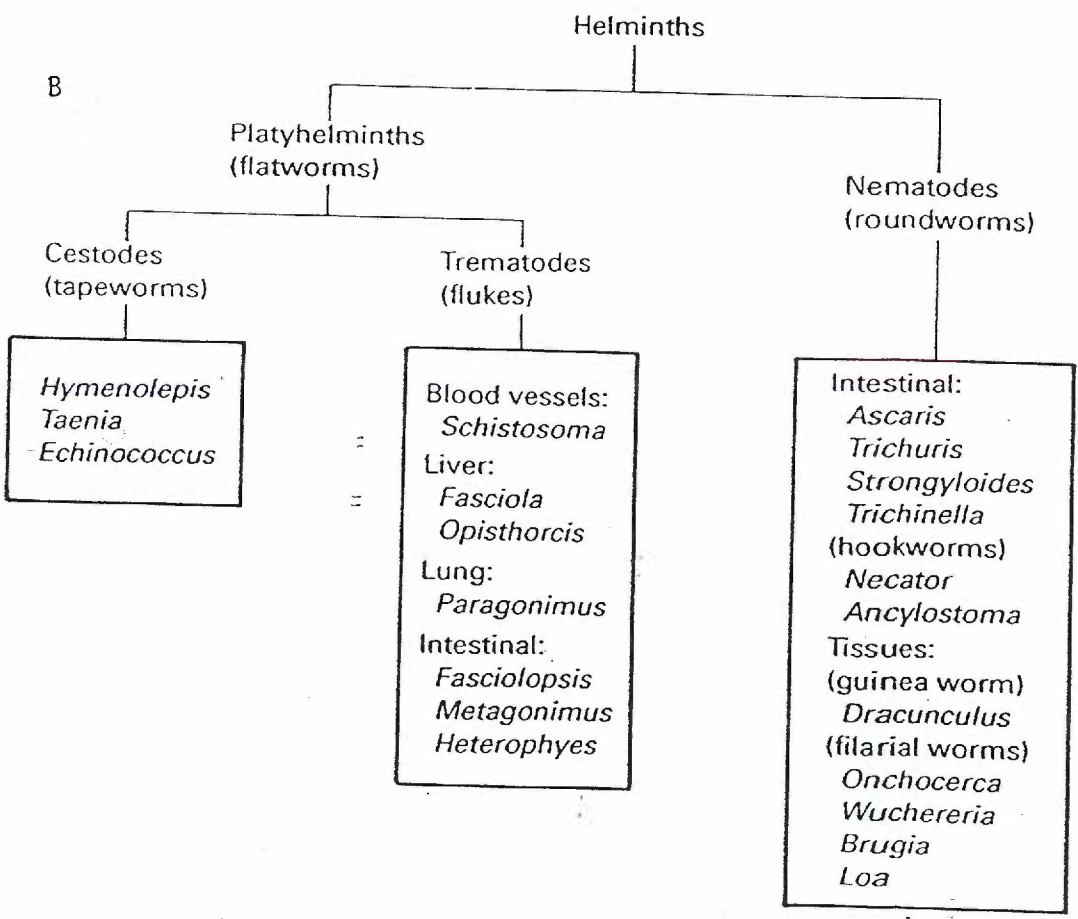 Helminths
B
Platyhelminths
(flatworms)
Nematodes
(roundworms)
Cestodes
(tapeworms)
Trematodes
(flukes)
Hymenolepis
Taenia
Echinococcus
Blood vessels:
Schistosoma
Liver:
Fasciola
Opisthorcis
Lung:
Paragonimus
Intestinal:
Fasciolopsis
Metagonimus
Heterophyes
Intestinal:
Ascaris
Trichuris
Strongyloides
Trichinella
(hookworms)
Necator
Ancylostoma
Tissues:
(guinea worm)
Dracunculus
(filarial worms)
Onchocerca
Wuchereria
Brugia
Loa